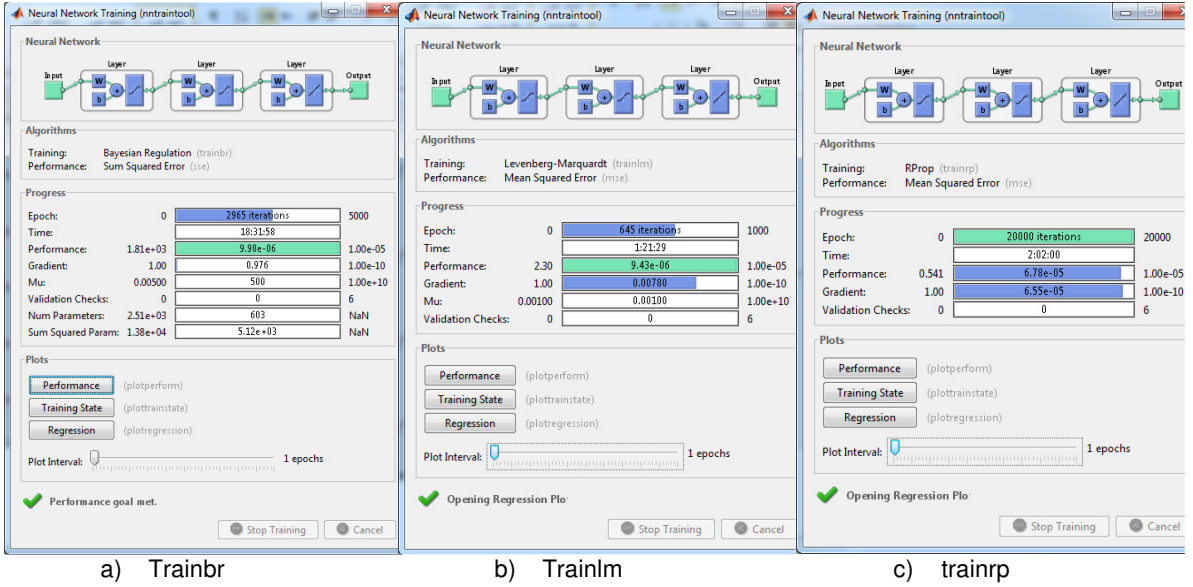 Neural Network Training (nntraintool)
Neural Network
Layer Layer Layer
Input W b + W b + W b + Output
Algorithms
Training: Bayesian Regulation (trainbr)
Performance: Sum Squared Error (sse)
Progress
Epoch: 0 2965 iterations 5000
Time: 18:31:58
Performance: 1.81e+03 9.98e-06 1.00e-05
Gradient: 1.00 0.976 1.00e-10
Mu: 0.00500 500 1.00e+10
Validation Checks: 0 0 6
Num Parameters: 2.51e+03 603 NaN
Sum Squared Param: 1.38e+04 5.12e+03 NaN
Plots
Performance (plotperform)
Training State (plottrainstate)
Regression (plotregression)
Plot Interval: 1 epochs
Performance goal met.
Stop Training Cancel
a) Trainbr
Neural Network Training (nntraintool)
Neural Network
Layer Layer Layer
Input W b + W b + W b + Output
Algorithms
Training: Levenberg-Marquardt (trainlm)
Performance: Mean Squared Error (mse)
Progress
Epoch: 0 645 iterations 1000
Time: 1:21:29
Performance: 2.30 9.43e-06 1.00e-05
Gradient: 1.00 0.00780 1.00e-10
Mu: 0.00100 0.00100 1.00e+10
Validation Checks: 0 0 6
Plots
Performance (plotperform)
Training State (plottrainstate)
Regression (plotregression)
Plot Interval: 1 epochs
Opening Regression Plo
Stop Training Cancel
b) Trainlm
Neural Network Training (nntraintool)
Neural Network
Layer Layer Layer
Input W b + W b + W b + Output
Algorithms
Training: RProp (trainrp)
Performance: Mean Squared Error (mse)
Progress
Epoch: 0 20000 iterations 20000
Time: 2:02:00
Performance: 0.541 6.78e-05 1.00e-05
Gradient: 1.00 6.55e-05 1.00e-10
Validation Checks: 0 0 6
Plots
Performance (plotperform)
Training State (plottrainstate)
Regression (plotregression)
Plot Interval: 1 epochs
Opening Regression Plo
Stop Training Cancel
c) trainrp